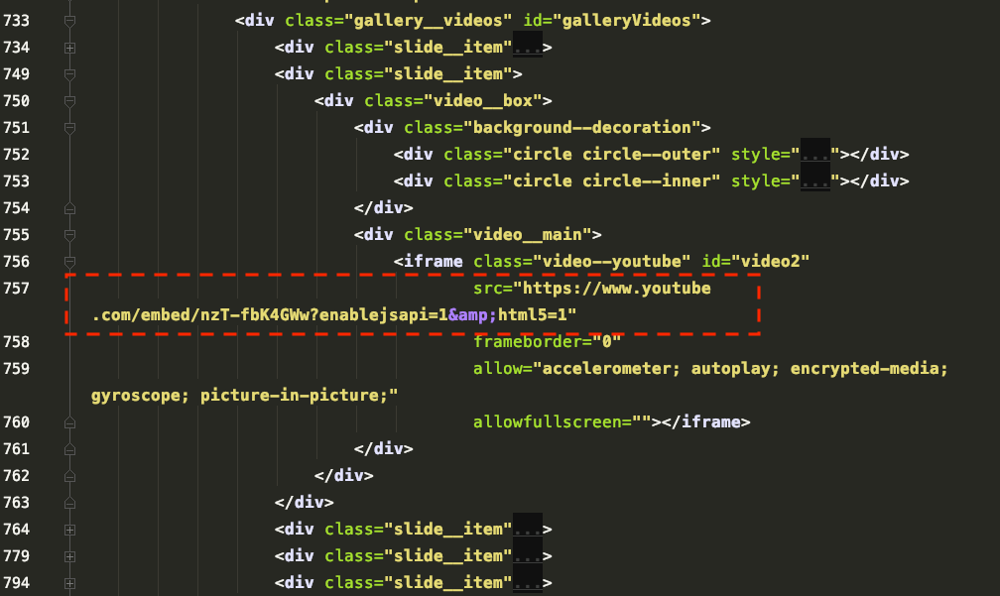 733 <div class="gallery__videos" id="galleryVideos">
734 <div class="slide__item"...>
749 <div class="slide__item">
750 <div class="video__box">
751 <div class="background--decoration">
752 <div class="circle circle--outer" style="..."></div>
753 <div class="circle circle--inner" style="..."></div>
754 </div>
755 <div class="video__main">
756 <iframe class="video--youtube" id="video2"
757 src="https://www.youtube
.com/embed/nzT-fbK4GWw?enablejsapi=1&amp;html5=1"
758 frameborder="0"
759 allow="accelerometer; autoplay; encrypted-media;
gyroscope; picture-in-picture;"
760 allowfullscreen=""></iframe>
761 </div>
762 </div>
763 </div>
764 <div class="slide__item"...>
779 <div class="slide__item"...>
794 <div class="slide__item"...>